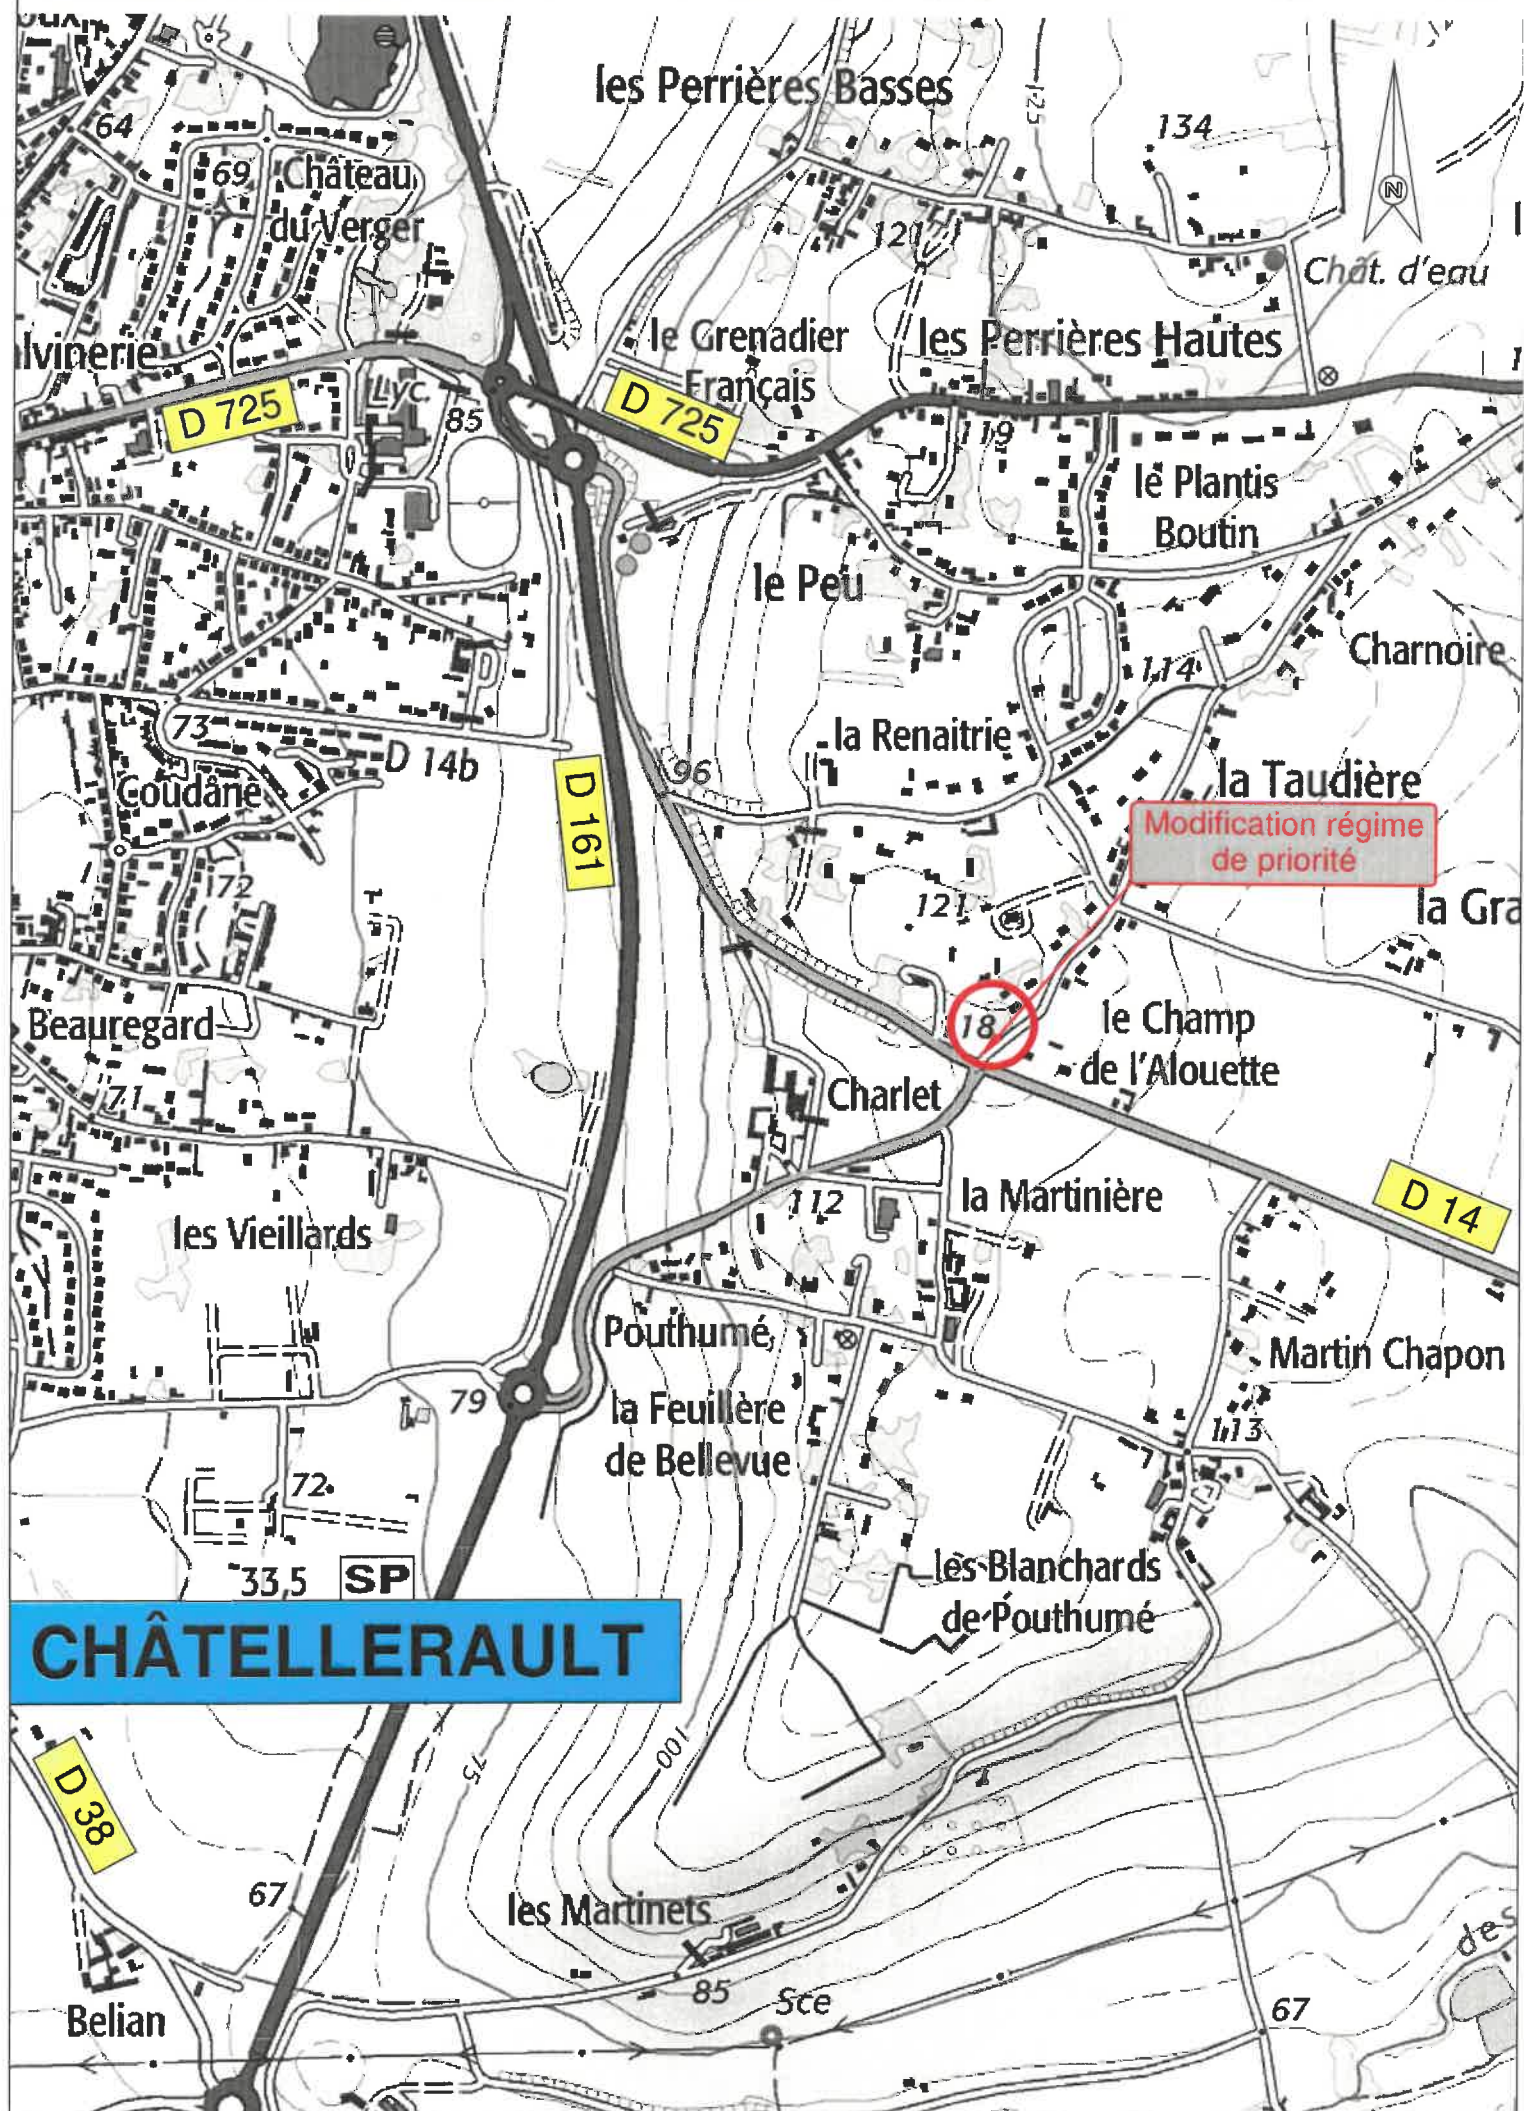 les Perrières Basses
64
134
69
Château
du Verger
121
N
Chât. d'eau
lvinerie
le Grenadier
Français
les Perrières Hautes
D 725
Lyc.
85
D 725
119
le Plantis
Boutin
le Peu
Charnoire
114
73
D 14b
la Renaitrie
96
Coudâne
D 161
la Taudière
Modification régime
de priorité
72
121
la Gra
Beauregard
18
le Champ
de l'Alouette
71
Charlet
112
la Martinière
D 14
les Vieillards
Pouthumé
Martin Chapon
79
la Feuillère
de Bellevue
113
72
33,5
SP
les Blanchards
de Pouthumé
CHÂTELLERAULT
100
75
D 38
67
les Martinets
des
85
Sce
67
Belian